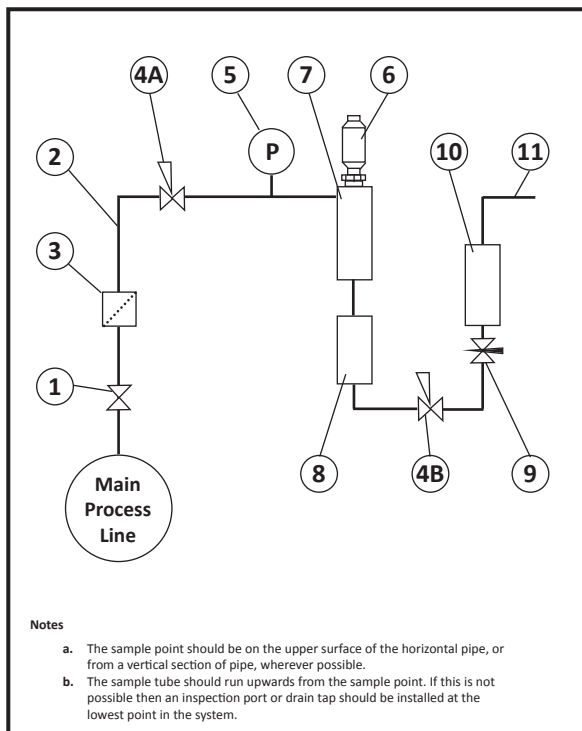 4A
5
7
6
2
P
10
11
3
1
Main
Process
Line
8
4B
9
Notes
a. The sample point should be on the upper surface of the horizontal pipe, or
from a vertical section of pipe, wherever possible.
b. The sample tube should run upwards from the sample point. If this is not
possible then an inspection port or drain tap should be installed at the
lowest point in the system.